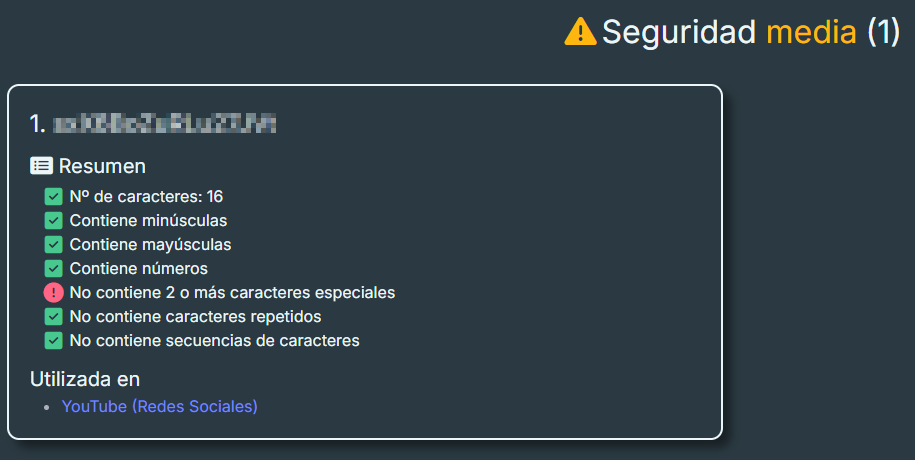 Seguridad media (1)
1.
Resumen
Nº de caracteres: 16
Contiene minúsculas
Contiene mayúsculas
Contiene números
No contiene 2 o más caracteres especiales
No contiene caracteres repetidos
No contiene secuencias de caracteres
Utilizada en
YouTube (Redes Sociales)